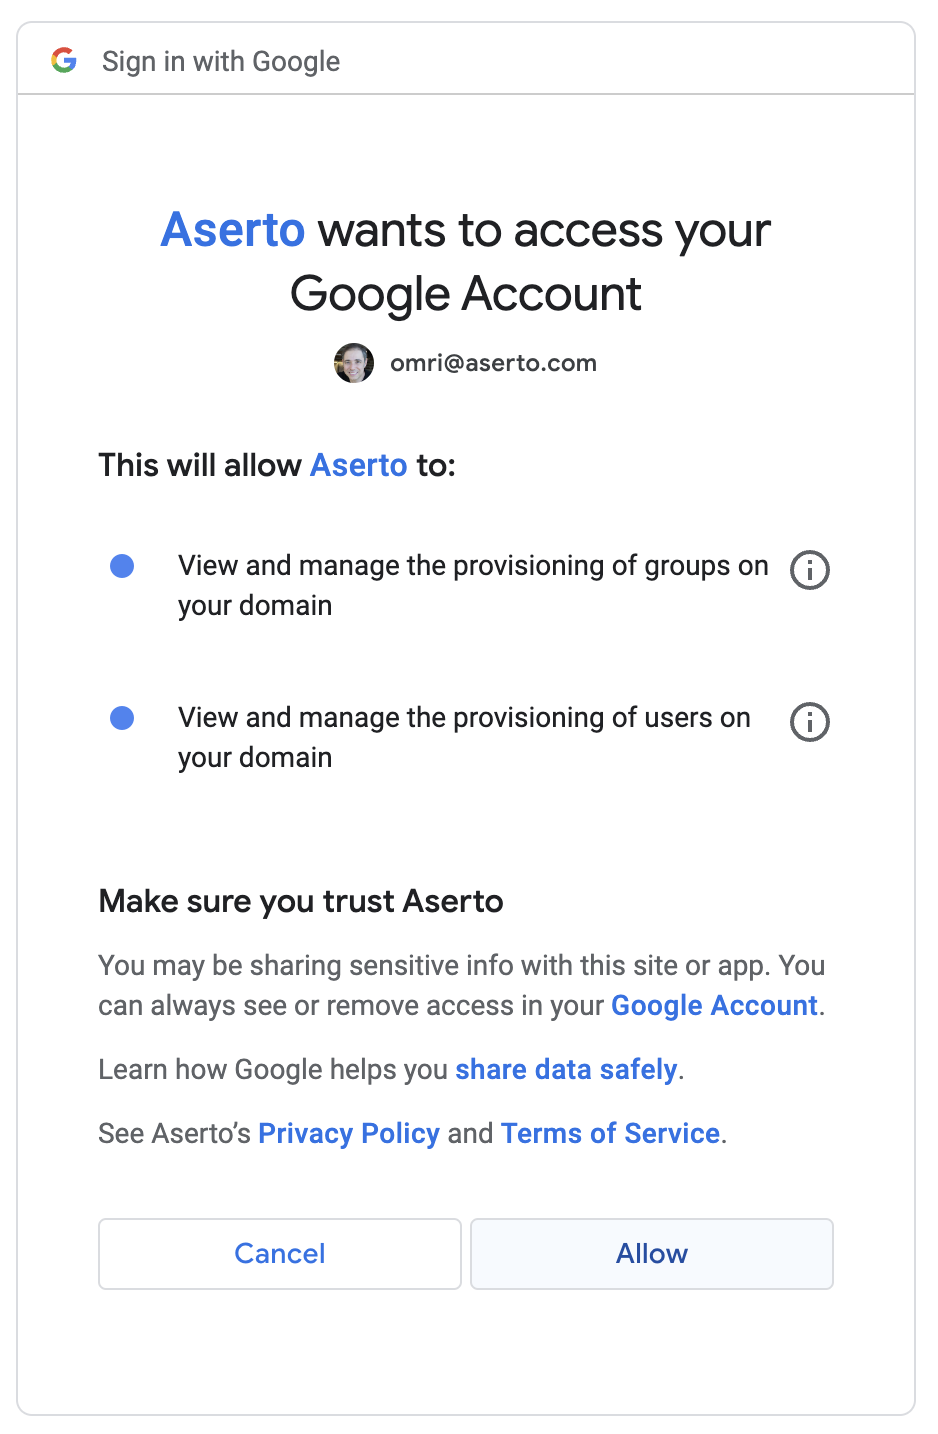 Sign in with Google
Aserto wants to access your
Google Account
omri@aserto.com
This will allow Aserto to:
View and manage the provisioning of groups on
your domain
View and manage the provisioning of users on
your domain
Make sure you trust Aserto
You may be sharing sensitive info with this site or app. You
can always see or remove access in your Google Account.
Learn how Google helps you share data safely.
See Aserto’s Privacy Policy and Terms of Service.
Cancel
Allow